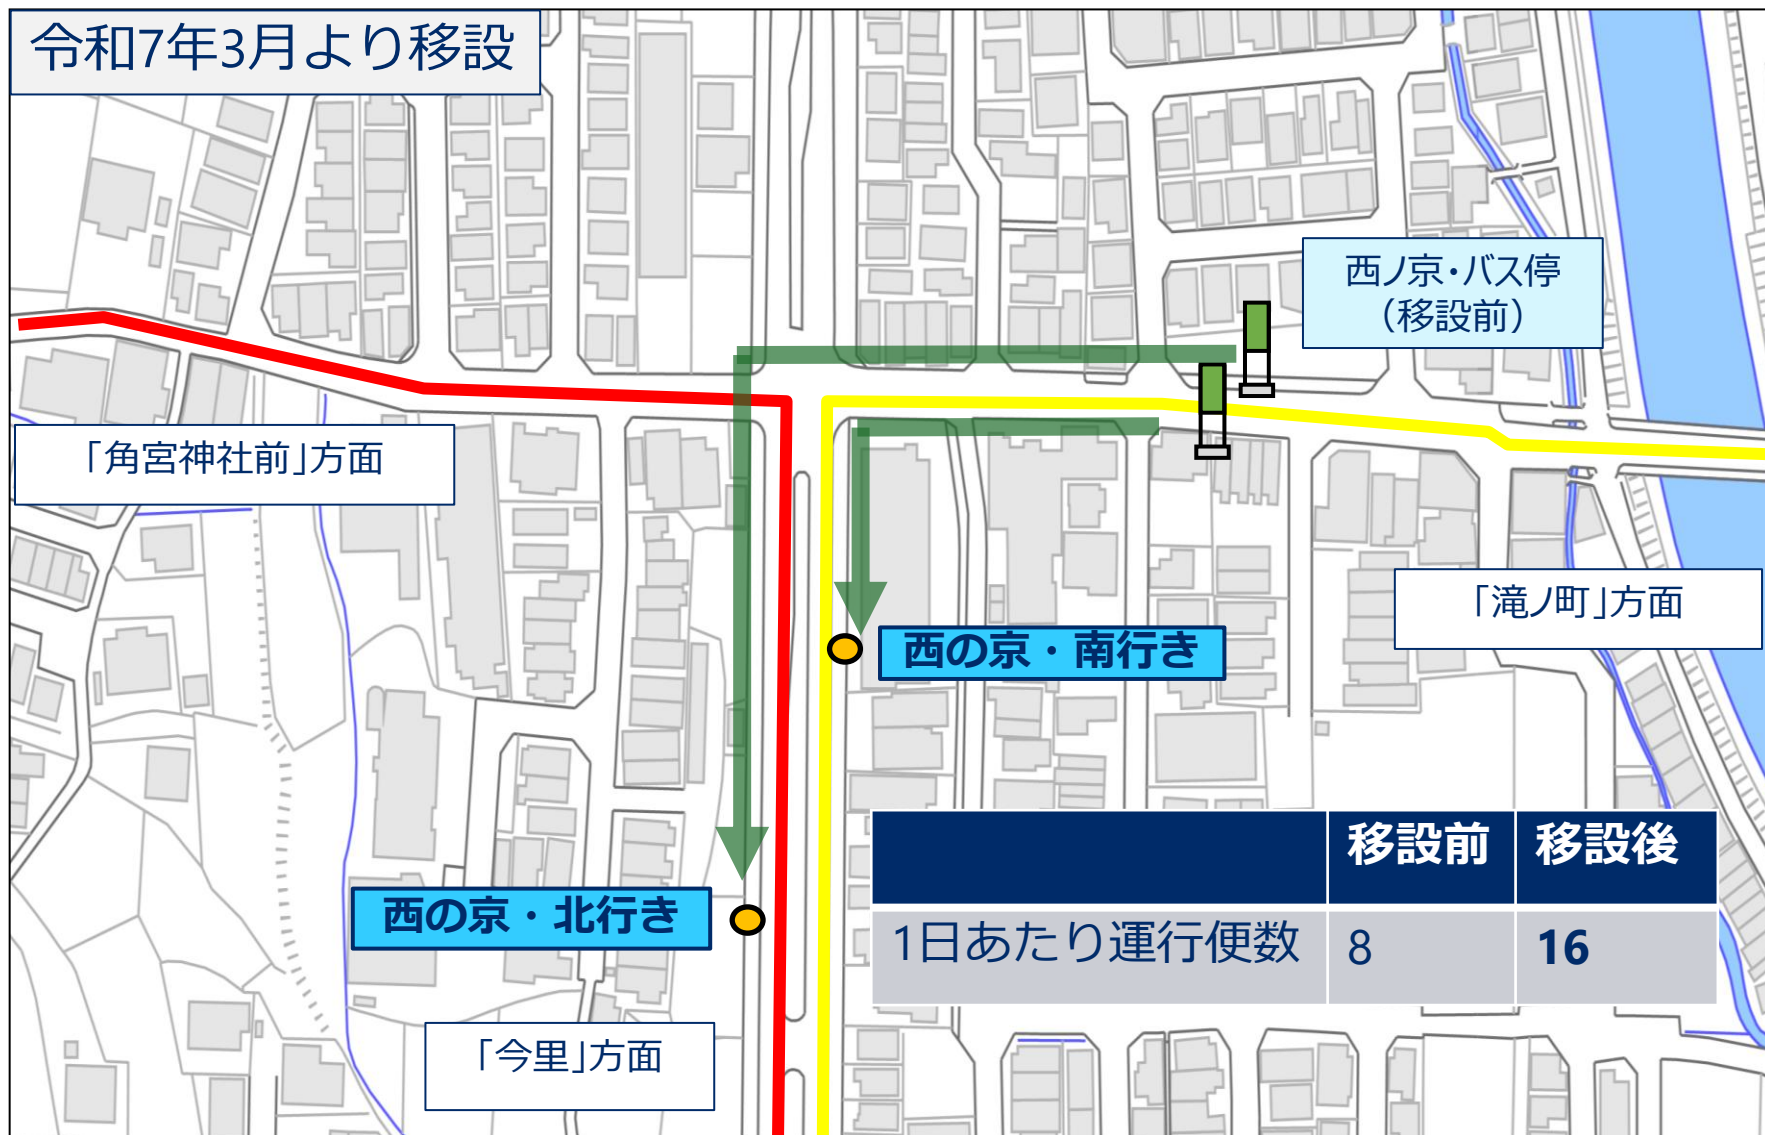 令和7年3月より移設
西ノ京・バス停
（移設前）
「角宮神社前」方面
「滝ノ町」方面
西の京・南行き
移設前 移設後
西の京・北行き
1日あたり運行便数 8 16
「今里」方面